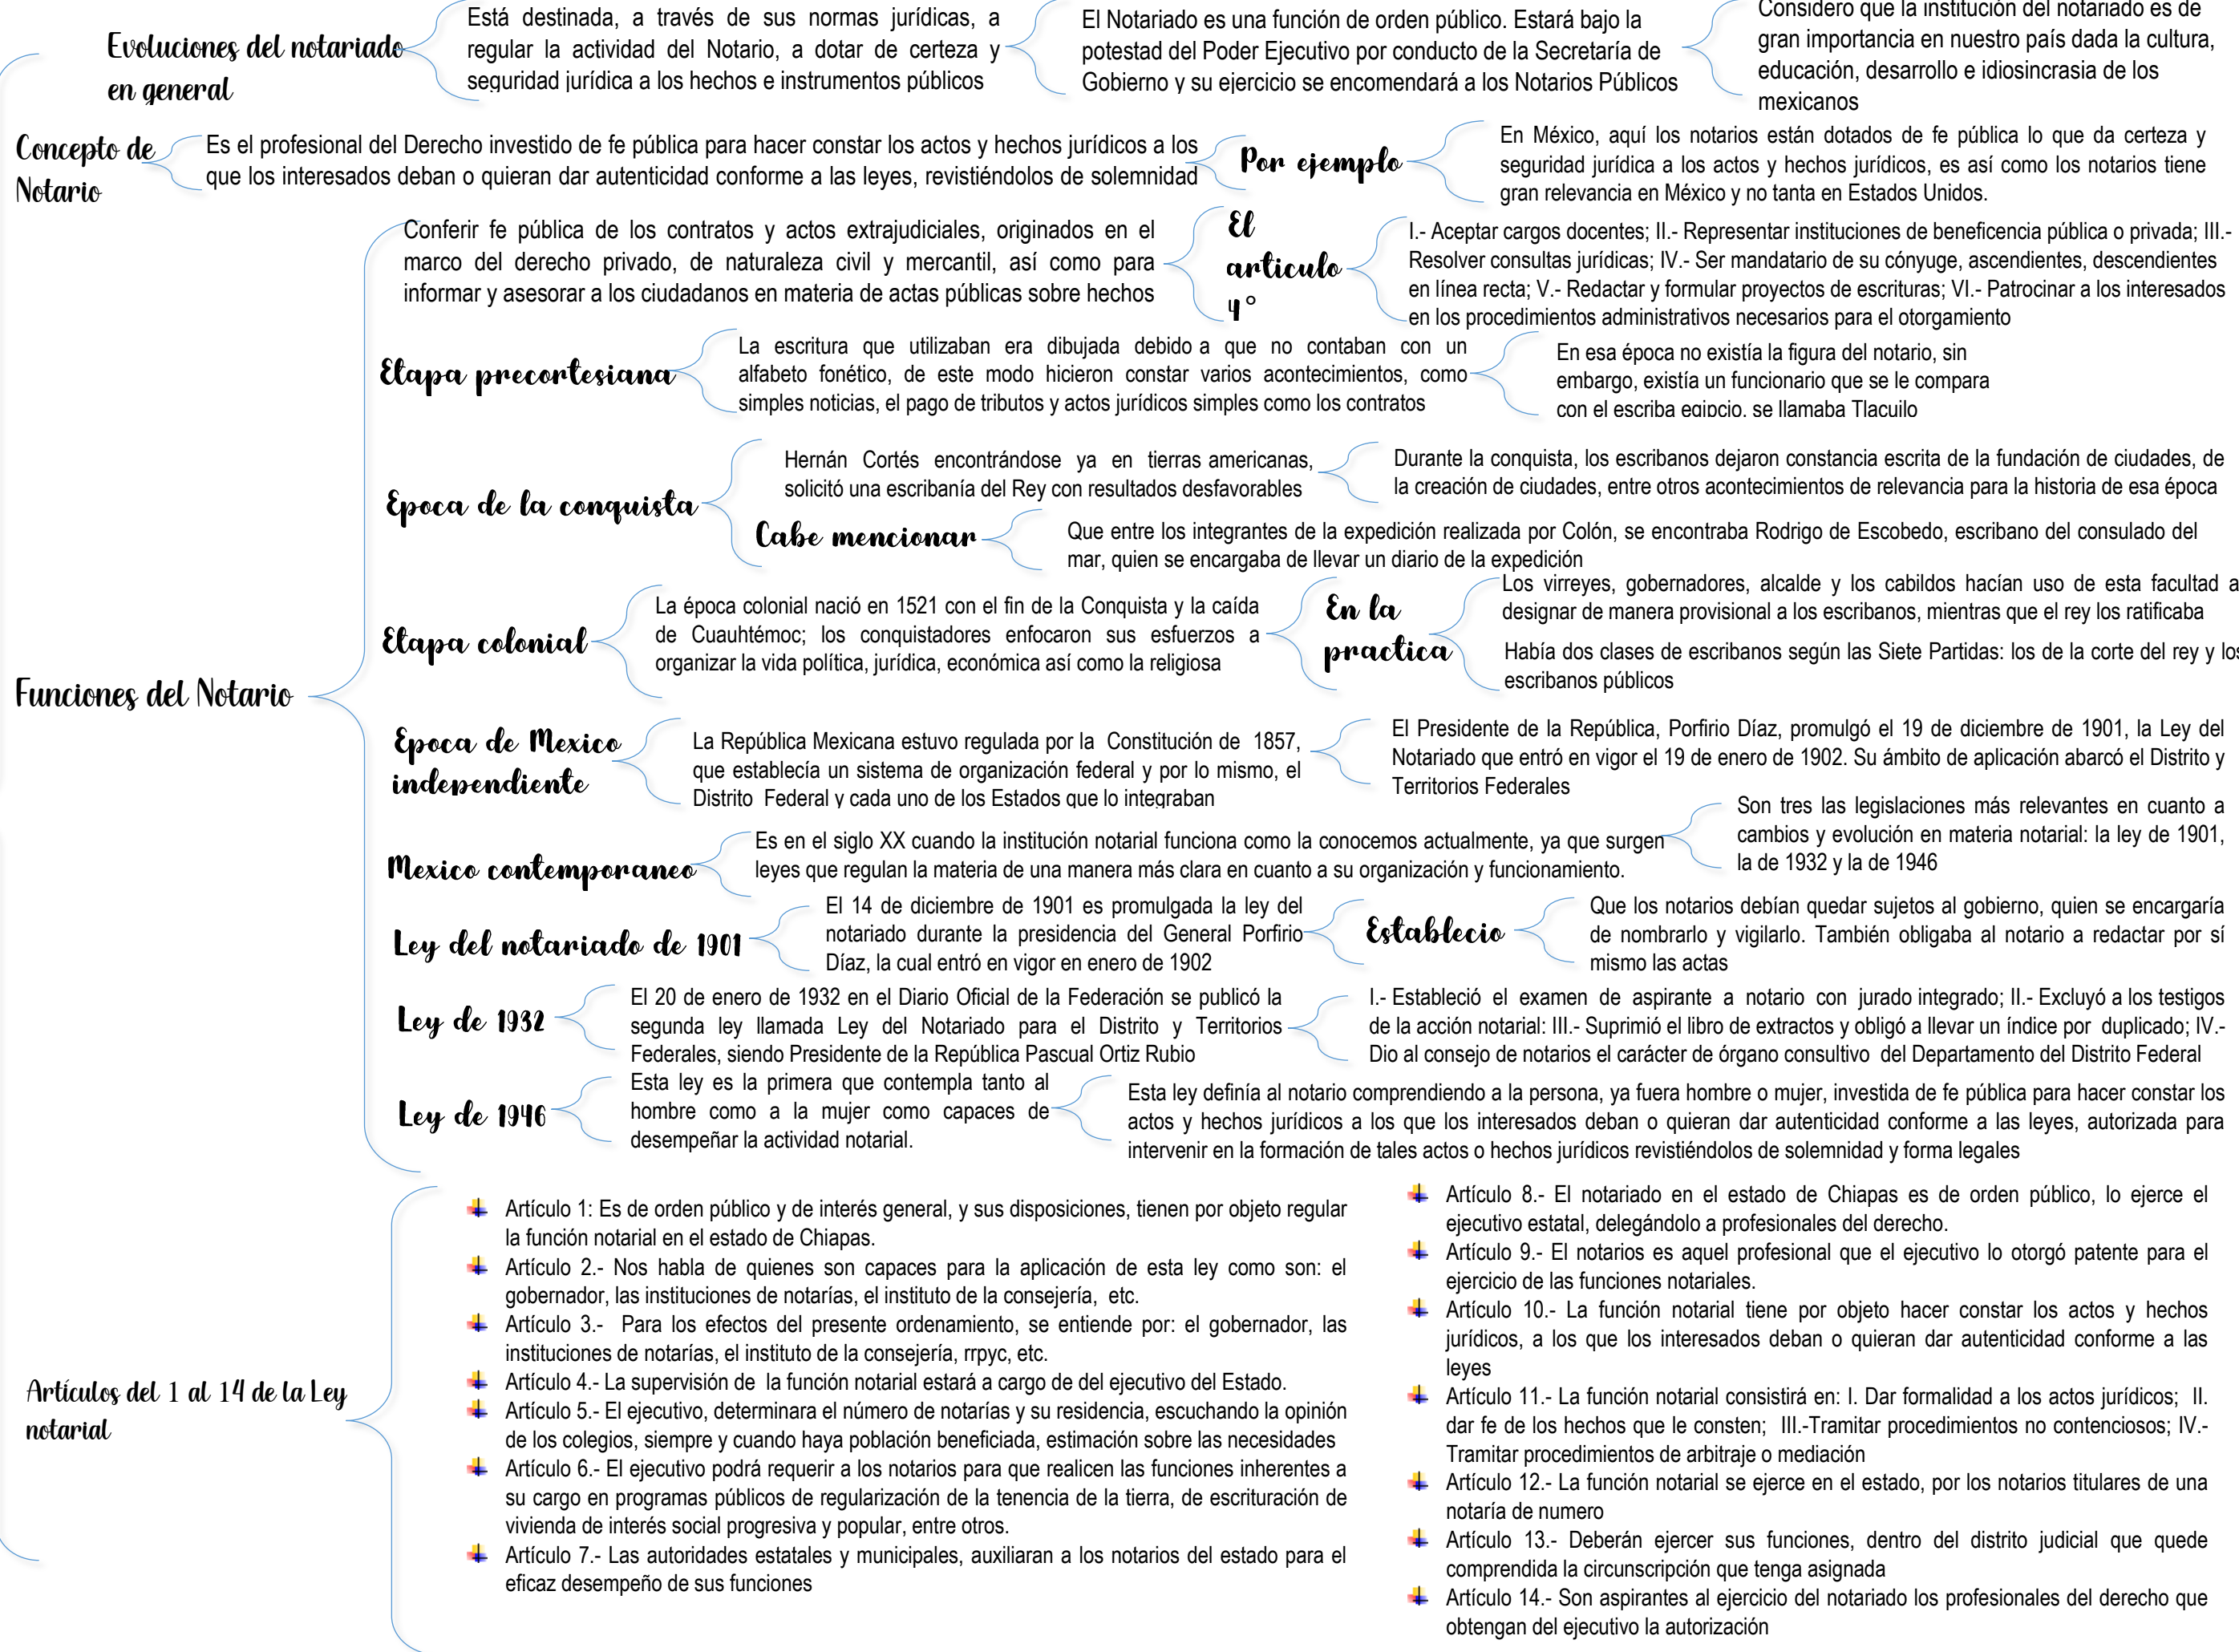 Evoluciones del notariado
en general
Está destinada, a través de sus normas jurídicas, a
regular la actividad del Notario, a dotar de certeza y
seguridad jurídica a los hechos e instrumentos públicos
El Notariado es una función de orden público. Estará bajo la
potestad del Poder Ejecutivo por conducto de la Secretaría de
Gobierno y su ejercicio se encomendará a los Notarios Públicos
Considero que la institución del notariado es de
gran importancia en nuestro país dada la cultura,
educación, desarrollo e idiosincrasia de los
mexicanos
Concepto de
Notario
Es el profesional del Derecho investido de fe pública para hacer constar los actos y hechos jurídicos a los
que los interesados deban o quieran dar autenticidad conforme a las leyes, revistiéndolos de solemnidad
Por ejemplo
En México, aquí los notarios están dotados de fe pública lo que da certeza y
seguridad jurídica a los actos y hechos jurídicos, es así como los notarios tiene
gran relevancia en México y no tanta en Estados Unidos.
Funciones del Notario
Conferir fe pública de los contratos y actos extrajudiciales, originados en el
marco del derecho privado, de naturaleza civil y mercantil, así como para
informar y asesorar a los ciudadanos en materia de actas públicas sobre hechos
El
articulo
4°
I.- Aceptar cargos docentes; II.- Representar instituciones de beneficencia pública o privada; III.-
Resolver consultas jurídicas; IV.- Ser mandatario de su cónyuge, ascendientes, descendientes
en línea recta; V.- Redactar y formular proyectos de escrituras; VI.- Patrocinar a los interesados
en los procedimientos administrativos necesarios para el otorgamiento
Etapa precortesiana
La escritura que utilizaban era dibujada debido a que no contaban con un
alfabeto fonético, de este modo hicieron constar varios acontecimientos, como
simples noticias, el pago de tributos y actos jurídicos simples como los contratos
En esa época no existía la figura del notario, sin
embargo, existía un funcionario que se le compara
con el escriba egipcio. se llamaba Tlacuilo
Epoca de la conquista
Hernán Cortés encontrándose ya en tierras americanas,
solicitó una escribanía del Rey con resultados desfavorables
Durante la conquista, los escribanos dejaron constancia escrita de la fundación de ciudades, de
la creación de ciudades, entre otros acontecimientos de relevancia para la historia de esa época
Cabe mencionar
Que entre los integrantes de la expedición realizada por Colón, se encontraba Rodrigo de Escobedo, escribano del consulado del
mar, quien se encargaba de llevar un diario de la expedición
Etapa colonial
La época colonial nació en 1521 con el fin de la Conquista y la caída
de Cuauhtémoc; los conquistadores enfocaron sus esfuerzos a
organizar la vida política, jurídica, económica así como la religiosa
En la
practica
Los virreyes, gobernadores, alcalde y los cabildos hacían uso de esta facultad a
designar de manera provisional a los escribanos, mientras que el rey los ratificaba
Había dos clases de escribanos según las Siete Partidas: los de la corte del rey y los
escribanos públicos
Epoca de Mexico
independiente
La República Mexicana estuvo regulada por la Constitución de 1857,
que establecía un sistema de organización federal y por lo mismo, el
Distrito Federal y cada uno de los Estados que lo integraban
El Presidente de la República, Porfirio Díaz, promulgó el 19 de diciembre de 1901, la Ley del
Notariado que entró en vigor el 19 de enero de 1902. Su ámbito de aplicación abarcó el Distrito y
Territorios Federales
Mexico contemporaneo
Es en el siglo XX cuando la institución notarial funciona como la conocemos actualmente, ya que surgen
leyes que regulan la materia de una manera más clara en cuanto a su organización y funcionamiento.
Son tres las legislaciones más relevantes en cuanto a
cambios y evolución en materia notarial: la ley de 1901,
la de 1932 y la de 1946
Ley del notariado de 1901
El 14 de diciembre de 1901 es promulgada la ley del
notariado durante la presidencia del General Porfirio
Díaz, la cual entró en vigor en enero de 1902
Establecio
Que los notarios debían quedar sujetos al gobierno, quien se encargaría
de nombrarlo y vigilarlo. También obligaba al notario a redactar por sí
mismo las actas
Ley de 1932
El 20 de enero de 1932 en el Diario Oficial de la Federación se publicó la
segunda ley llamada Ley del Notariado para el Distrito y Territorios
Federales, siendo Presidente de la República Pascual Ortiz Rubio
I.- Estableció el examen de aspirante a notario con jurado integrado; II.- Excluyó a los testigos
de la acción notarial: III.- Suprimió el libro de extractos y obligó a llevar un índice por duplicado; IV.-
Dio al consejo de notarios el carácter de órgano consultivo del Departamento del Distrito Federal
Ley de 1946
Esta ley es la primera que contempla tanto al
hombre como a la mujer como capaces de
desempeñar la actividad notarial.
Esta ley definía al notario comprendiendo a la persona, ya fuera hombre o mujer, investida de fe pública para hacer constar los
actos y hechos jurídicos a los que los interesados deban o quieran dar autenticidad conforme a las leyes, autorizada para
intervenir en la formación de tales actos o hechos jurídicos revistiéndolos de solemnidad y forma legales
Artículos del 1 al 14 de la Ley
notarial
Artículo 1: Es de orden público y de interés general, y sus disposiciones, tienen por objeto regular
la función notarial en el estado de Chiapas.
Artículo 2.- Nos habla de quienes son capaces para la aplicación de esta ley como son: el
gobernador, las instituciones de notarías, el instituto de la consejería, etc.
Artículo 3.- Para los efectos del presente ordenamiento, se entiende por: el gobernador, las
instituciones de notarías, el instituto de la consejería, rrpyc, etc.
Artículo 4.- La supervisión de la función notarial estará a cargo de del ejecutivo del Estado.
Artículo 5.- El ejecutivo, determinara el número de notarías y su residencia, escuchando la opinión
de los colegios, siempre y cuando haya población beneficiada, estimación sobre las necesidades
Artículo 6.- El ejecutivo podrá requerir a los notarios para que realicen las funciones inherentes a
su cargo en programas públicos de regularización de la tenencia de la tierra, de escrituración de
vivienda de interés social progresiva y popular, entre otros.
Artículo 7.- Las autoridades estatales y municipales, auxiliaran a los notarios del estado para el
eficaz desempeño de sus funciones
Artículo 8.- El notariado en el estado de Chiapas es de orden público, lo ejerce el
ejecutivo estatal, delegándolo a profesionales del derecho.
Artículo 9.- El notarios es aquel profesional que el ejecutivo lo otorgó patente para el
ejercicio de las funciones notariales.
Artículo 10.- La función notarial tiene por objeto hacer constar los actos y hechos
jurídicos, a los que los interesados deban o quieran dar autenticidad conforme a las
leyes
Artículo 11.- La función notarial consistirá en: I. Dar formalidad a los actos jurídicos; II.
dar fe de los hechos que le consten; III.-Tramitar procedimientos no contenciosos; IV.-
Tramitar procedimientos de arbitraje o mediación
Artículo 12.- La función notarial se ejerce en el estado, por los notarios titulares de una
notaría de numero
Artículo 13.- Deberán ejercer sus funciones, dentro del distrito judicial que quede
comprendida la circunscripción que tenga asignada
Artículo 14.- Son aspirantes al ejercicio del notariado los profesionales del derecho que
obtengan del ejecutivo la autorización